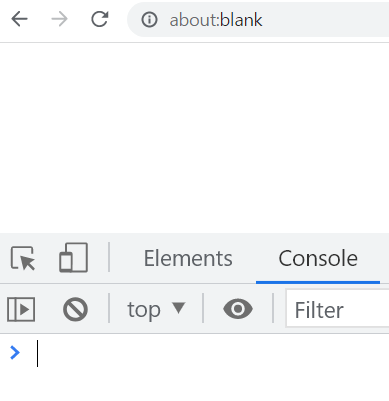 about:blank
Elements Console
top Filter